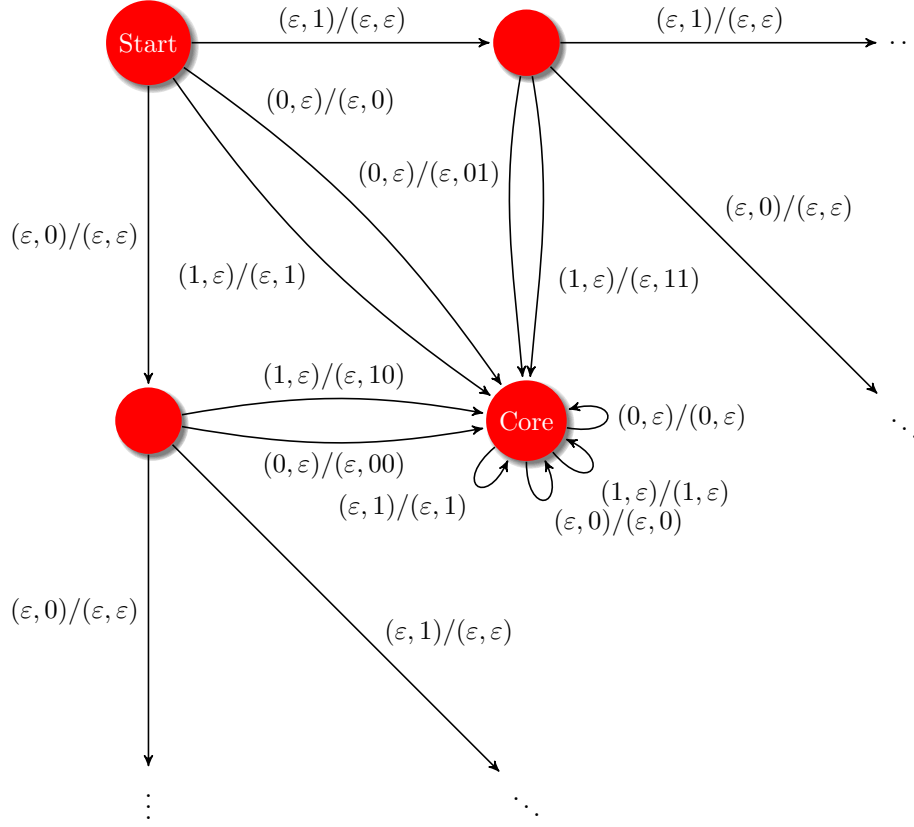 (ε, 1)/(ε, ε)
(ε, 1)/(ε, ε)
Start
· ·
(0, ε)/(ε, 0)
(0, ε)/(ε, 01)
(ε, 0)/(ε, ε)
(ε, 0)/(ε, ε)
(1, ε)/(ε, 1)
(1, ε)/(ε, 11)
(1, ε)/(ε, 10)
Core
(0, ε)/(0, ε)
⋱
(0, ε)/(ε, 00)
(1, ε)/(1, ε)
(ε, 1)/(ε, 1)
(ε, 0)/(ε, 0)
(ε, 0)/(ε, ε)
(ε, 1)/(ε, ε)
⋮
⋱